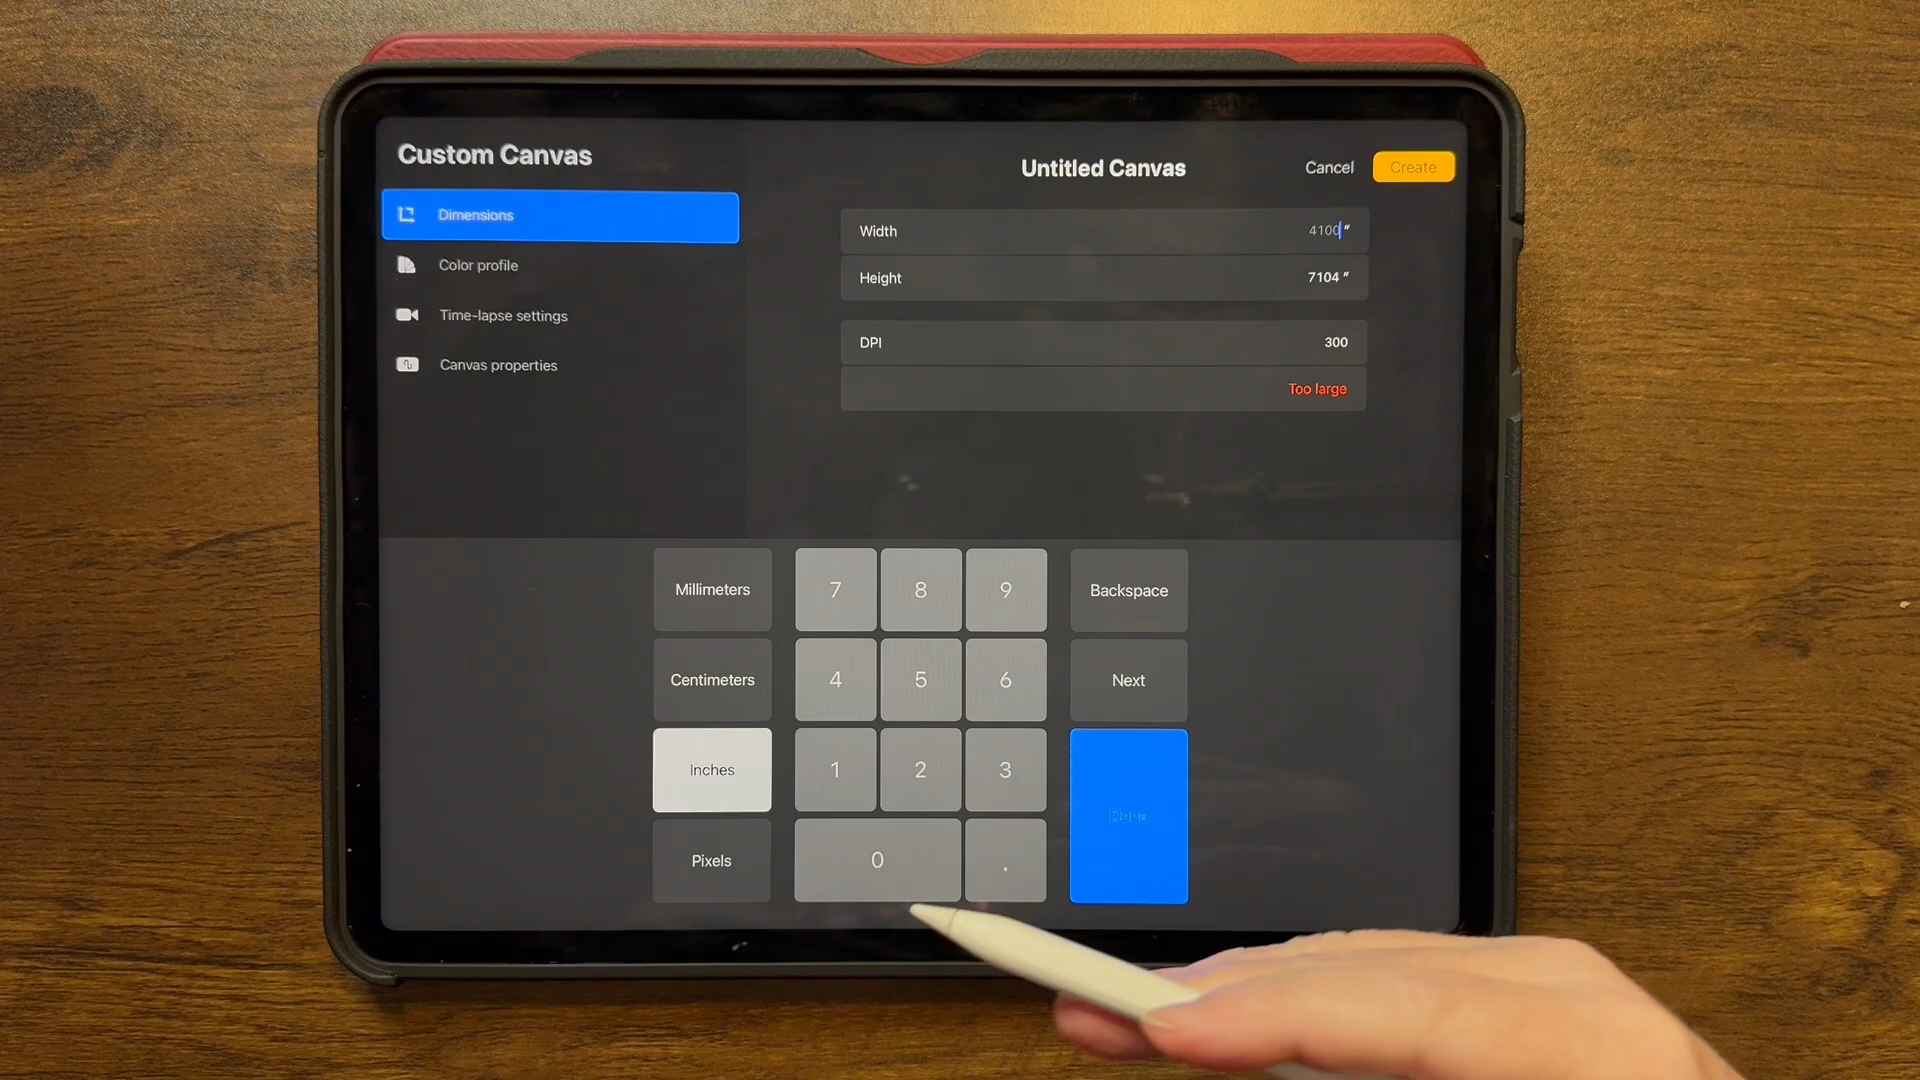 Custom Canvas
Dimensions
Color profile
Time-lapse settings
Canvas properties
Untitled Canvas
Cancel
Create
Width
4100 "
Height
7104 "
DPI
300
Too large
Millimeters
7
8
9
Backspace
Centimeters
4
5
6
Next
Inches
1
2
3
Done
Pixels
0
.